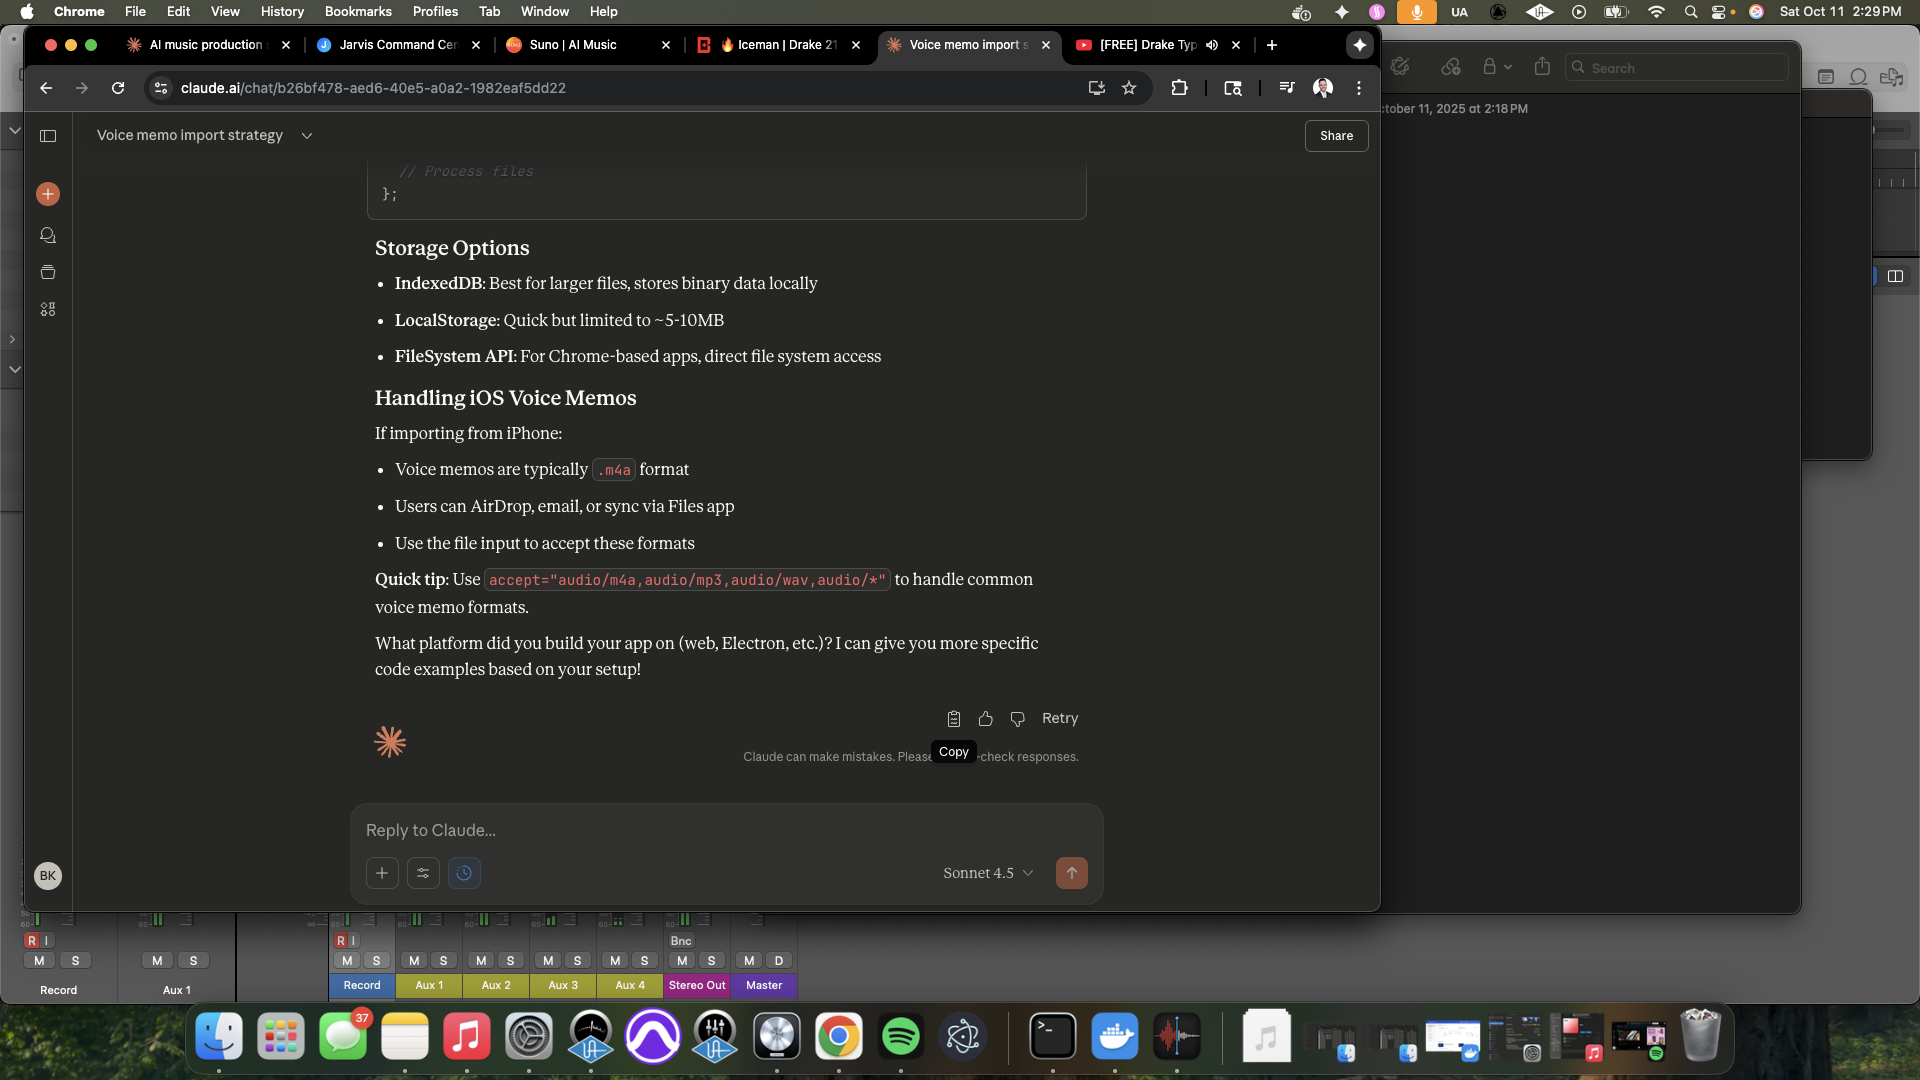 Chrome File Edit View History Bookmarks Profiles Tab Window Help
UA
Sat Oct 11 2:29 PM
AI music production
Jarvis Command Cen
Suno | AI Music
Iceman | Drake 21
Voice memo import s
[FREE] Drake Typ
claude.ai/chat/b26bf478-aed6-40e5-a0a2-1982eaf5dd22
Search
tober 11, 2025 at 2:18 PM
Voice memo import strategy
Share
// Process files
};
Storage Options
• IndexedDB: Best for larger files, stores binary data locally
• LocalStorage: Quick but limited to ~5-10MB
• FileSystem API: For Chrome-based apps, direct file system access
Handling iOS Voice Memos
If importing from iPhone:
• Voice memos are typically .m4a format
• Users can AirDrop, email, or sync via Files app
• Use the file input to accept these formats
Quick tip: Use accept="audio/m4a,audio/mp3,audio/wav,audio/*" to handle common
voice memo formats.
What platform did you build your app on (web, Electron, etc.)? I can give you more specific
code examples based on your setup!
Retry
Copy
Claude can make mistakes. Please -check responses.
Reply to Claude...
Sonnet 4.5
BK
R I
R I
Bnc
M S M S M S M S M S M S M S M S M D
Record Aux 1 Record Aux 1 Aux 2 Aux 3 Aux 4 Stereo Out Master
37